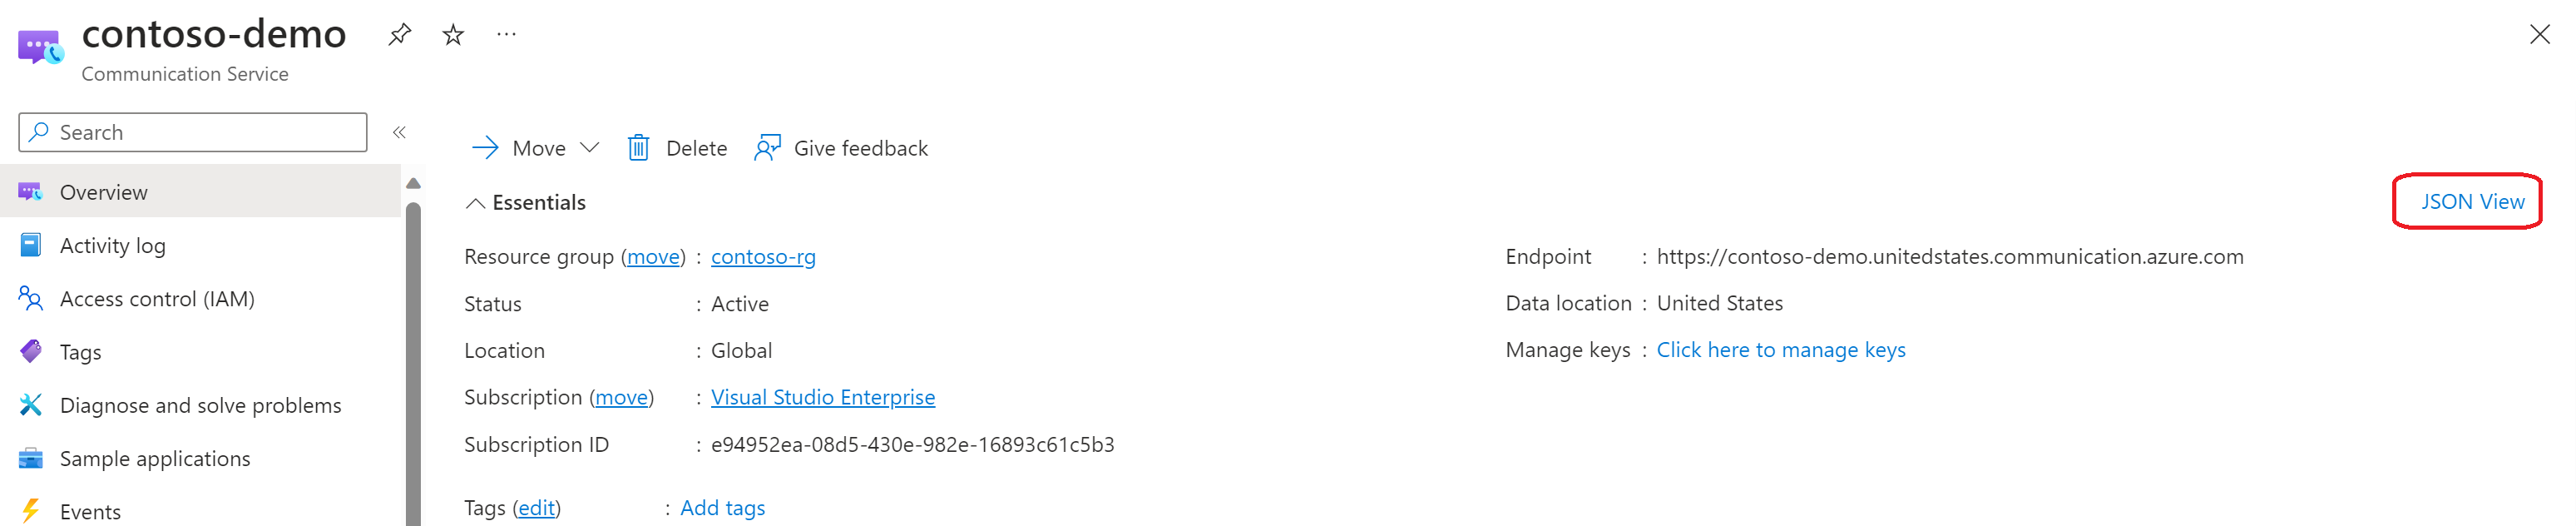 contoso-demo
Communication Service
Search
Overview
Activity log
Access control (IAM)
Tags
Diagnose and solve problems
Sample applications
Events
Move
Delete
Give feedback
Essentials
JSON View
Resource group (move) : contoso-rg
Status : Active
Location : Global
Subscription (move) : Visual Studio Enterprise
Subscription ID : e94952ea-08d5-430e-982e-16893c61c5b3
Tags (edit) : Add tags
Endpoint : https://contoso-demo.unitedstates.communication.azure.com
Data location : United States
Manage keys : Click here to manage keys